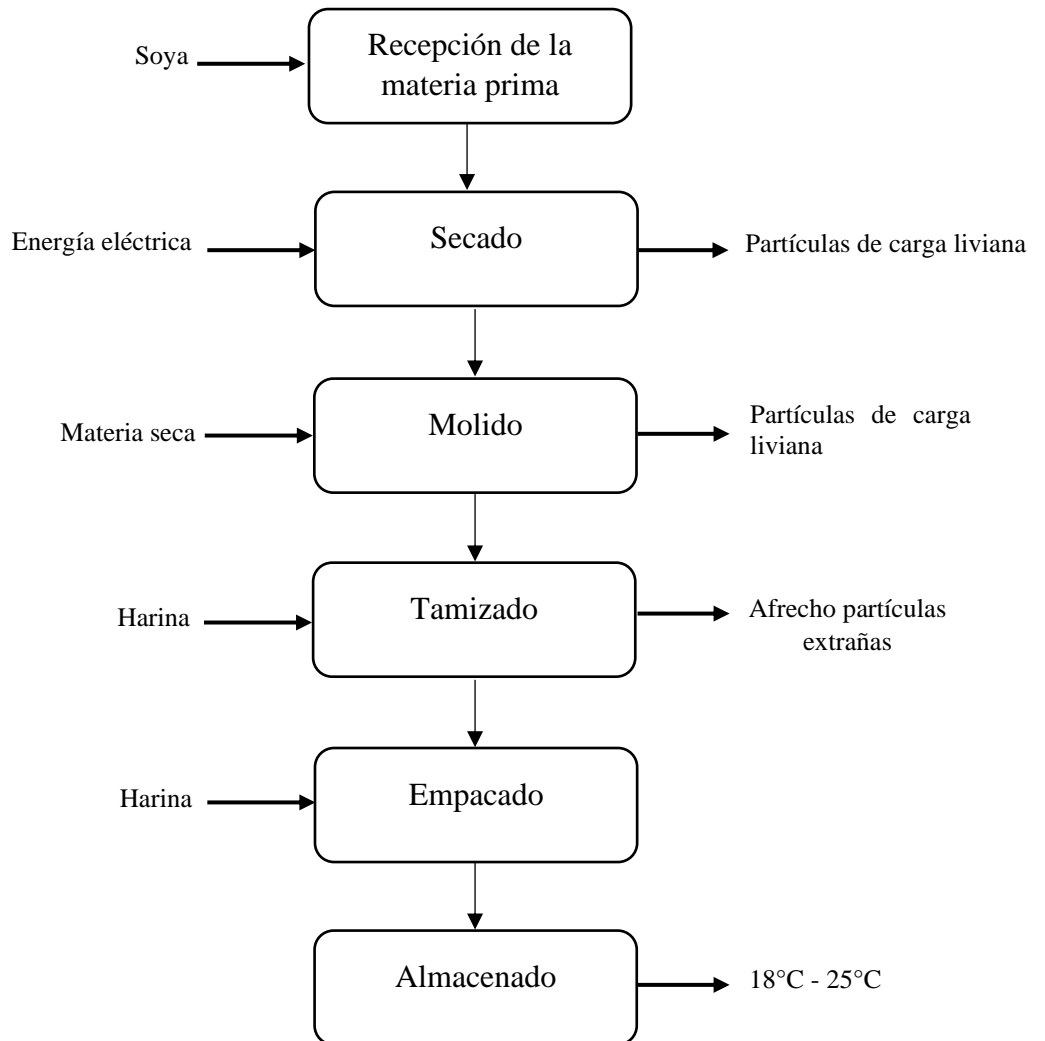 Soya
Recepción de la
materia prima
Energía eléctrica
Secado
Partículas de carga liviana
Materia seca
Molido
Partículas de carga
liviana
Harina
Tamizado
Afrecho partículas
extrañas
Harina
Empacado
Almacenado
18°C - 25°C